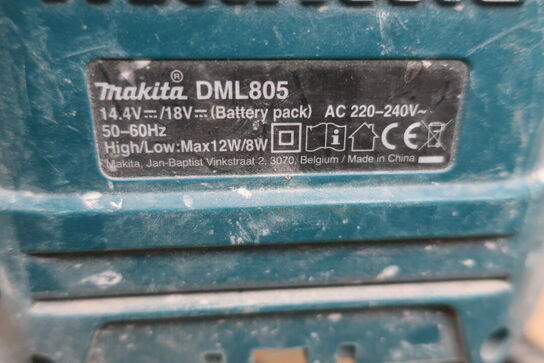 makita® DML805
14.4V⎓/18V⎓(Battery pack) AC 220-240V~
50-60Hz
High/Low:Max12W/8W
Makita, Jan-Baptist Vinkstraat 2, 3070, Belgium / Made in China